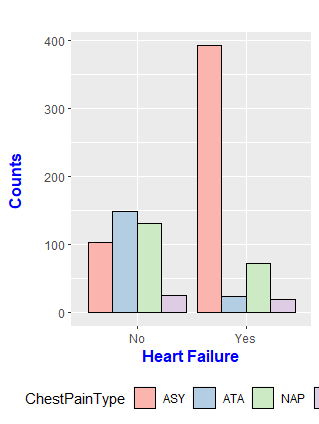 400
300
200
100
0
Counts
No Yes
Heart Failure
ChestPainType ASY ATA NAP